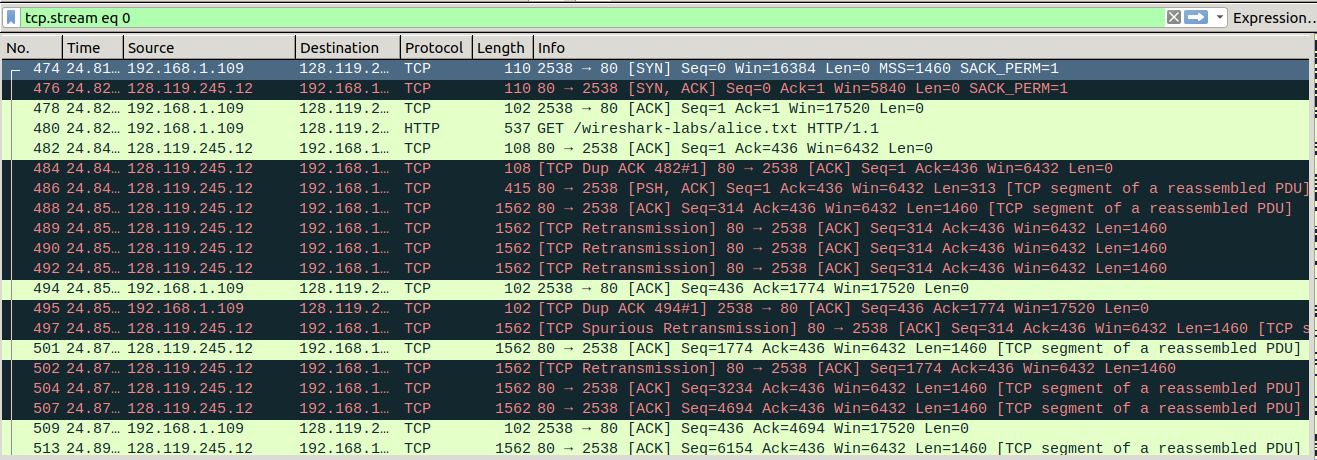 tcp.stream eq 0 Expression…
No. Time Source Destination Protocol Length Info
474 24.81… 192.168.1.109 128.119.2… TCP 110 2538 → 80 [SYN] Seq=0 Win=16384 Len=0 MSS=1460 SACK_PERM=1
476 24.82… 128.119.245.12 192.168.1… TCP 110 80 → 2538 [SYN, ACK] Seq=0 Ack=1 Win=5840 Len=0 SACK_PERM=1
478 24.82… 192.168.1.109 128.119.2… TCP 102 2538 → 80 [ACK] Seq=1 Ack=1 Win=17520 Len=0
480 24.82… 192.168.1.109 128.119.2… HTTP 537 GET /wireshark-labs/alice.txt HTTP/1.1
482 24.84… 128.119.245.12 192.168.1… TCP 108 80 → 2538 [ACK] Seq=1 Ack=436 Win=6432 Len=0
484 24.84… 128.119.245.12 192.168.1… TCP 108 [TCP Dup ACK 482#1] 80 → 2538 [ACK] Seq=1 Ack=436 Win=6432 Len=0
486 24.84… 128.119.245.12 192.168.1… TCP 415 80 → 2538 [PSH, ACK] Seq=1 Ack=436 Win=6432 Len=313 [TCP segment of a reassembled PDU]
488 24.85… 128.119.245.12 192.168.1… TCP 1562 80 → 2538 [ACK] Seq=314 Ack=436 Win=6432 Len=1460 [TCP segment of a reassembled PDU]
489 24.85… 128.119.245.12 192.168.1… TCP 1562 [TCP Retransmission] 80 → 2538 [ACK] Seq=314 Ack=436 Win=6432 Len=1460
490 24.85… 128.119.245.12 192.168.1… TCP 1562 [TCP Retransmission] 80 → 2538 [ACK] Seq=314 Ack=436 Win=6432 Len=1460
492 24.85… 128.119.245.12 192.168.1… TCP 1562 [TCP Retransmission] 80 → 2538 [ACK] Seq=314 Ack=436 Win=6432 Len=1460
494 24.85… 192.168.1.109 128.119.2… TCP 102 2538 → 80 [ACK] Seq=436 Ack=1774 Win=17520 Len=0
495 24.85… 192.168.1.109 128.119.2… TCP 102 [TCP Dup ACK 494#1] 2538 → 80 [ACK] Seq=436 Ack=1774 Win=17520 Len=0
497 24.85… 128.119.245.12 192.168.1… TCP 1562 [TCP Spurious Retransmission] 80 → 2538 [ACK] Seq=314 Ack=436 Win=6432 Len=1460 [TCP s
501 24.87… 128.119.245.12 192.168.1… TCP 1562 80 → 2538 [ACK] Seq=1774 Ack=436 Win=6432 Len=1460 [TCP segment of a reassembled PDU]
502 24.87… 128.119.245.12 192.168.1… TCP 1562 [TCP Retransmission] 80 → 2538 [ACK] Seq=1774 Ack=436 Win=6432 Len=1460
504 24.87… 128.119.245.12 192.168.1… TCP 1562 80 → 2538 [ACK] Seq=3234 Ack=436 Win=6432 Len=1460 [TCP segment of a reassembled PDU]
507 24.87… 128.119.245.12 192.168.1… TCP 1562 80 → 2538 [ACK] Seq=4694 Ack=436 Win=6432 Len=1460 [TCP segment of a reassembled PDU]
509 24.87… 192.168.1.109 128.119.2… TCP 102 2538 → 80 [ACK] Seq=436 Ack=4694 Win=17520 Len=0
513 24.89… 128.119.245.12 192.168.1… TCP 1562 80 → 2538 [ACK] Seq=6154 Ack=436 Win=6432 Len=1460 [TCP segment of a reassembled PDU]